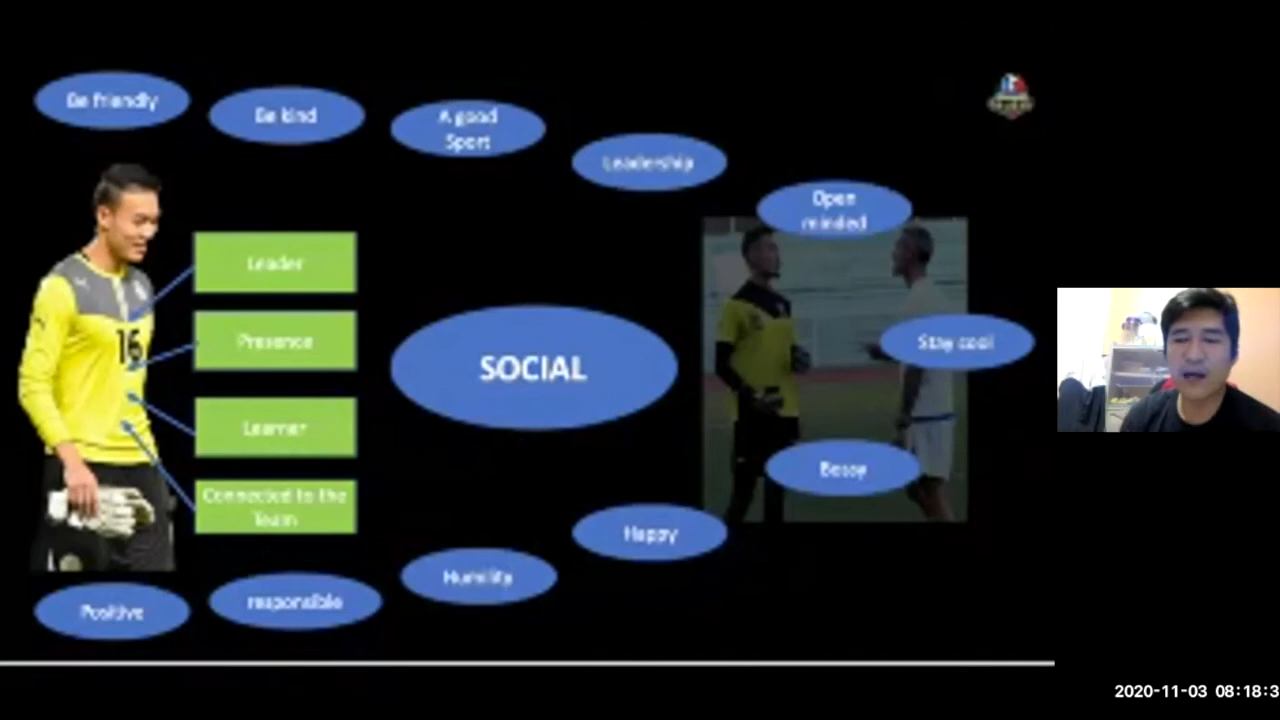 Be friendly
Be kind
A good
Sport
Leadership
Open
minded
Leader
16
Presence
Stay cool
SOCIAL
Learner
Bossy
Connected to the
Team
Happy
Humility
responsible
Positive
2020-11-03 08:18:3